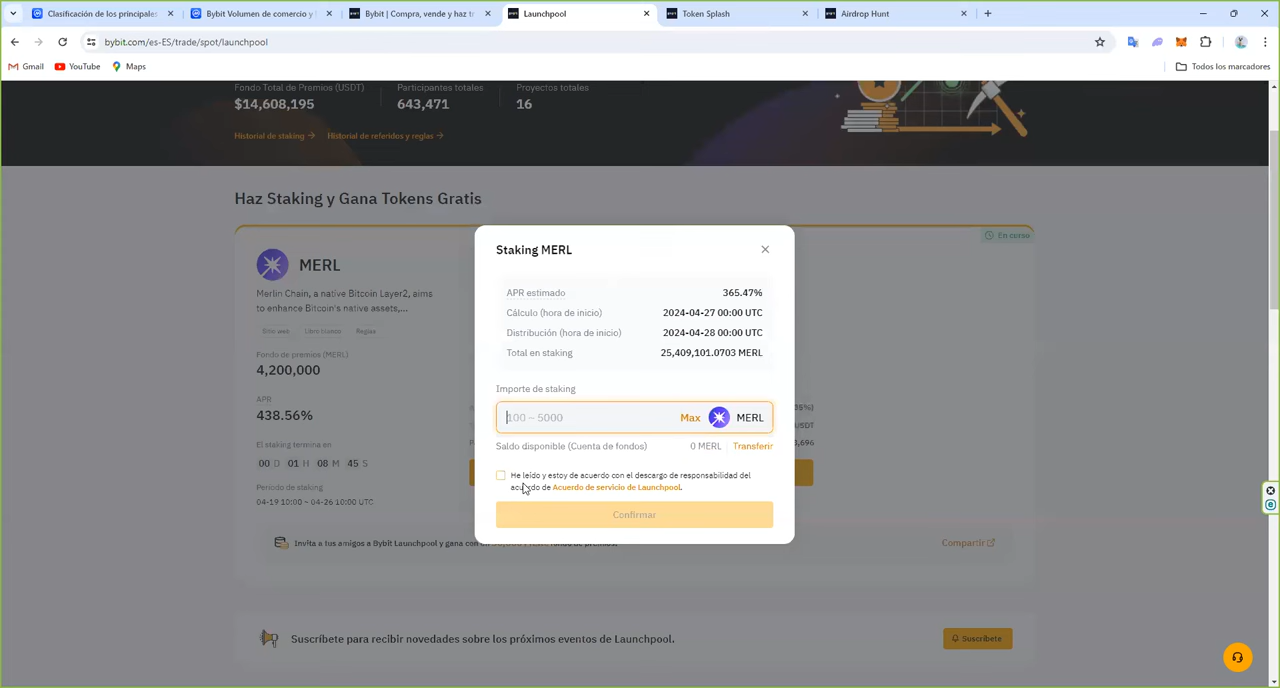 Clasificación de los principales
Bybit Volumen de comercio y
Bybit | Compra, vende y haz tr
Launchpool
Token Splash
Airdrop Hunt
bybit.com/es-ES/trade/spot/launchpool
Gmail
YouTube
Maps
Todos los marcadores
Fondo Total de Premios (USDT)
Participantes totales
Proyectos totales
$14,608,195
643,471
16
Historial de staking
Historial de referidos y reglas
Haz Staking y Gana Tokens Gratis
En curso
MERL
Merlin Chain, a native Bitcoin Layer2, aims
to enhance Bitcoin's native assets,...
Sitio web
Libro blanco
Reglas
Fondo de premios (MERL)
4,200,000
APR
438.56%
El staking termina en
00 D 01 H 08 M 45 S
Periodo de staking
04-19 10:00 ~ 04-26 10:00 UTC
Staking MERL
APR estimado
365.47%
Cálculo (hora de inicio)
2024-04-27 00:00 UTC
Distribución (hora de inicio)
2024-04-28 00:00 UTC
Total en staking
25,409,101.0703 MERL
Importe de staking
100 ~ 5000
Max
MERL
Saldo disponible (Cuenta de fondos)
0 MERL
Transferir
He leído y estoy de acuerdo con el descargo de responsabilidad del
acuerdo de Acuerdo de servicio de Launchpool.
Confirmar
Invita a tus amigos a Bybit Launchpool y gana con
Compartir
Suscríbete para recibir novedades sobre los próximos eventos de Launchpool.
Suscríbete